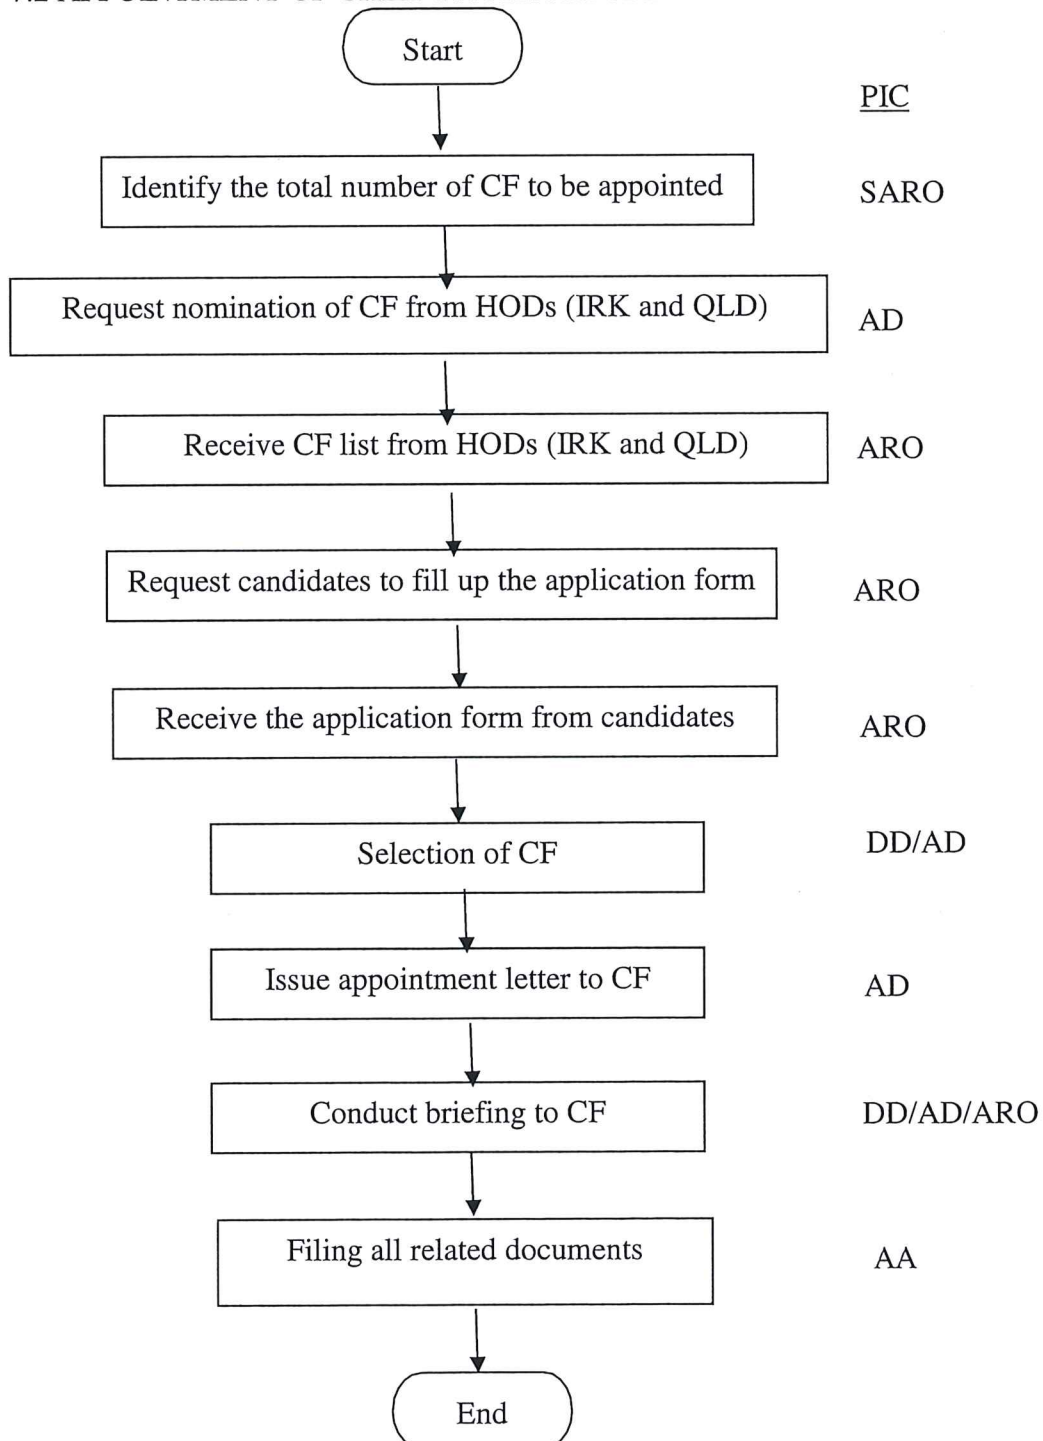 Start
PIC
Identify the total number of CF to be appointed SARO
Request nomination of CF from HODs (IRK and QLD) AD
Receive CF list from HODs (IRK and QLD) ARO
Request candidates to fill up the application form ARO
Receive the application form from candidates ARO
Selection of CF DD/AD
Issue appointment letter to CF AD
Conduct briefing to CF DD/AD/ARO
Filing all related documents AA
End